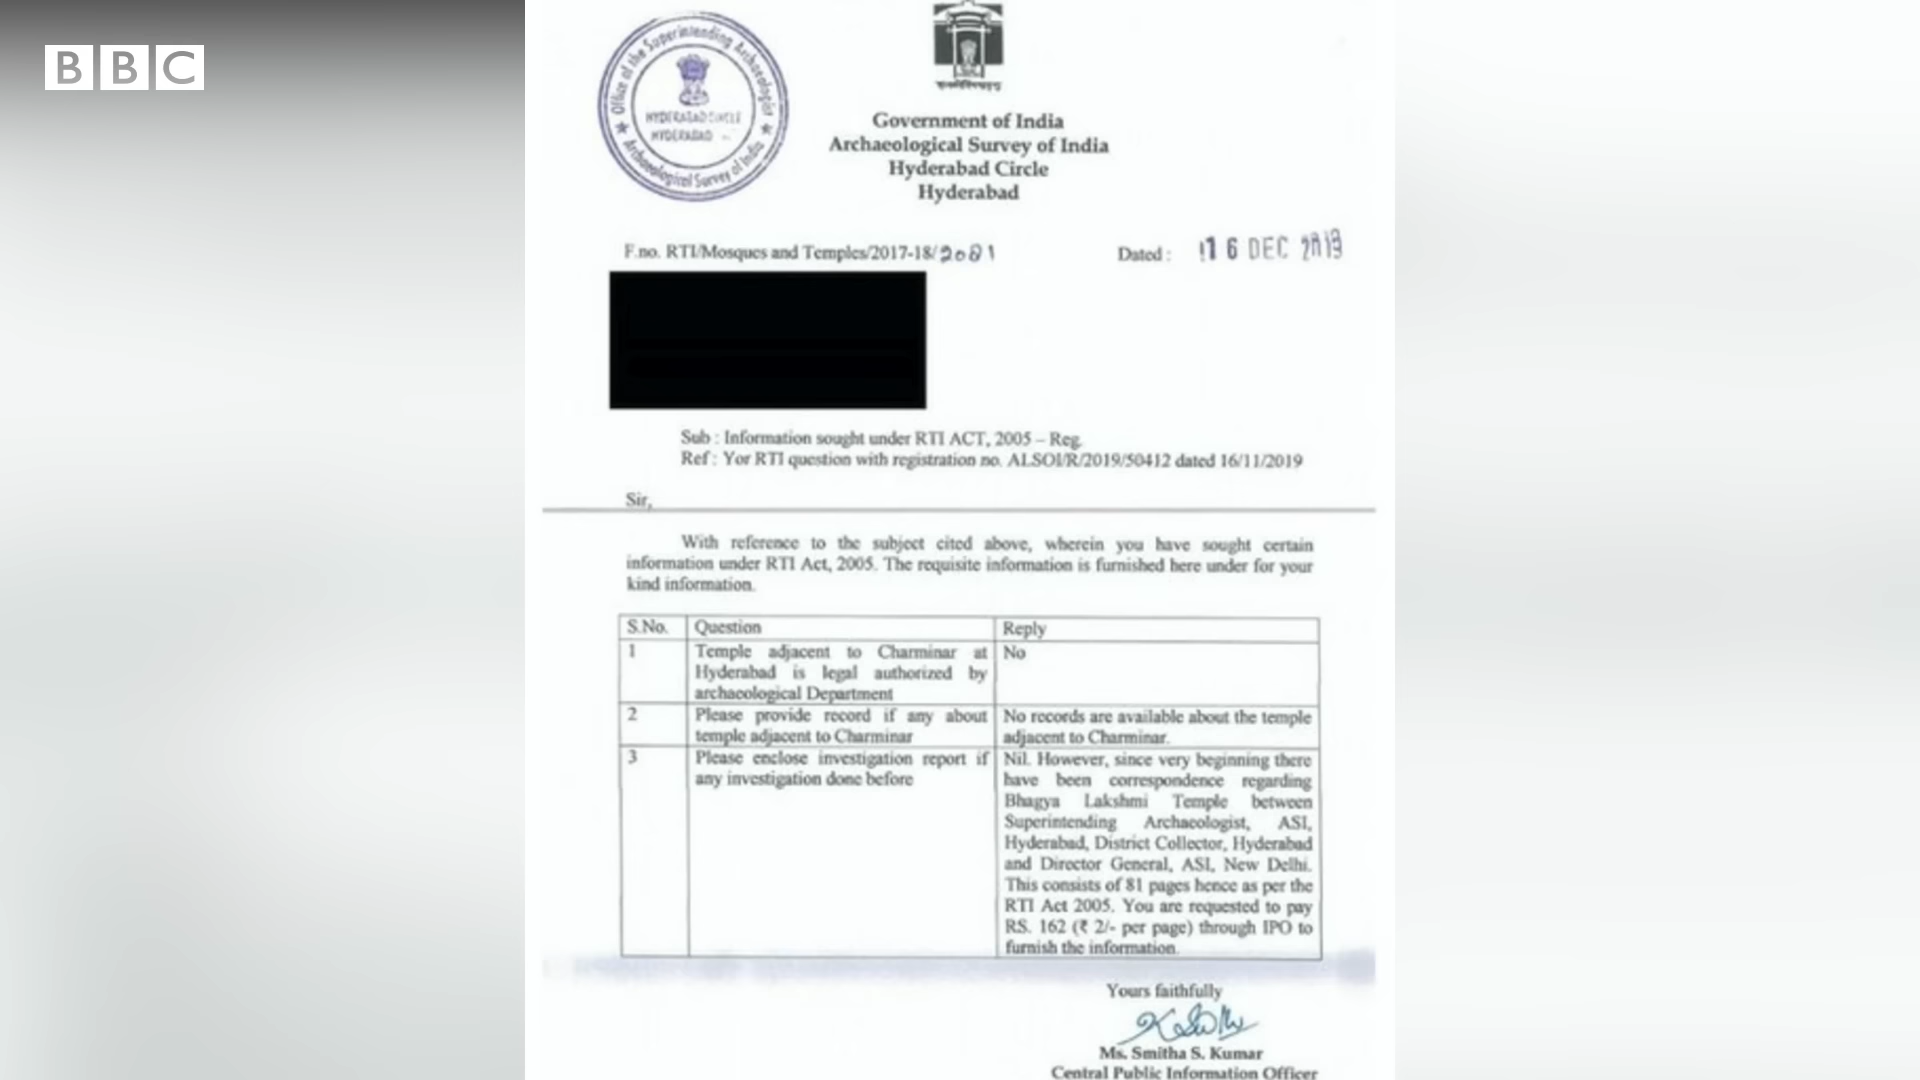 BBC
Office of the Superintending Archaeologist
HYDERABAD CIRCLE
HYDERABAD
Archaeological Survey of India
Government of India
Archaeological Survey of India
Hyderabad Circle
Hyderabad
F.no. RTI/Mosques and Temples/2017-18/2081
Dated : 16 DEC 2019
Sub : Information sought under RTI ACT, 2005 – Reg.
Ref : Yor RTI question with registration no. ALSOI/R/2019/50412 dated 16/11/2019
Sir,
With reference to the subject cited above, wherein you have sought certain
information under RTI Act, 2005. The requisite information is furnished here under for your
kind information.
S.No. Question Reply
1 Temple adjacent to Charminar at No
Hyderabad is legal authorized by
archaeological Department
2 Please provide record if any about No records are available about the temple
temple adjacent to Charminar adjacent to Charminar.
3 Please enclose investigation report if Nil. However, since very beginning there
any investigation done before have been correspondence regarding
Bhagya Lakshmi Temple between
Superintending Archaeologist, ASI,
Hyderabad, District Collector, Hyderabad
and Director General, ASI, New Delhi.
This consists of 81 pages hence as per the
RTI Act 2005. You are requested to pay
RS. 162 (₹ 2/- per page) through IPO to
furnish the information.
Yours faithfully
Ms. Smitha S. Kumar
Central Public Information Officer